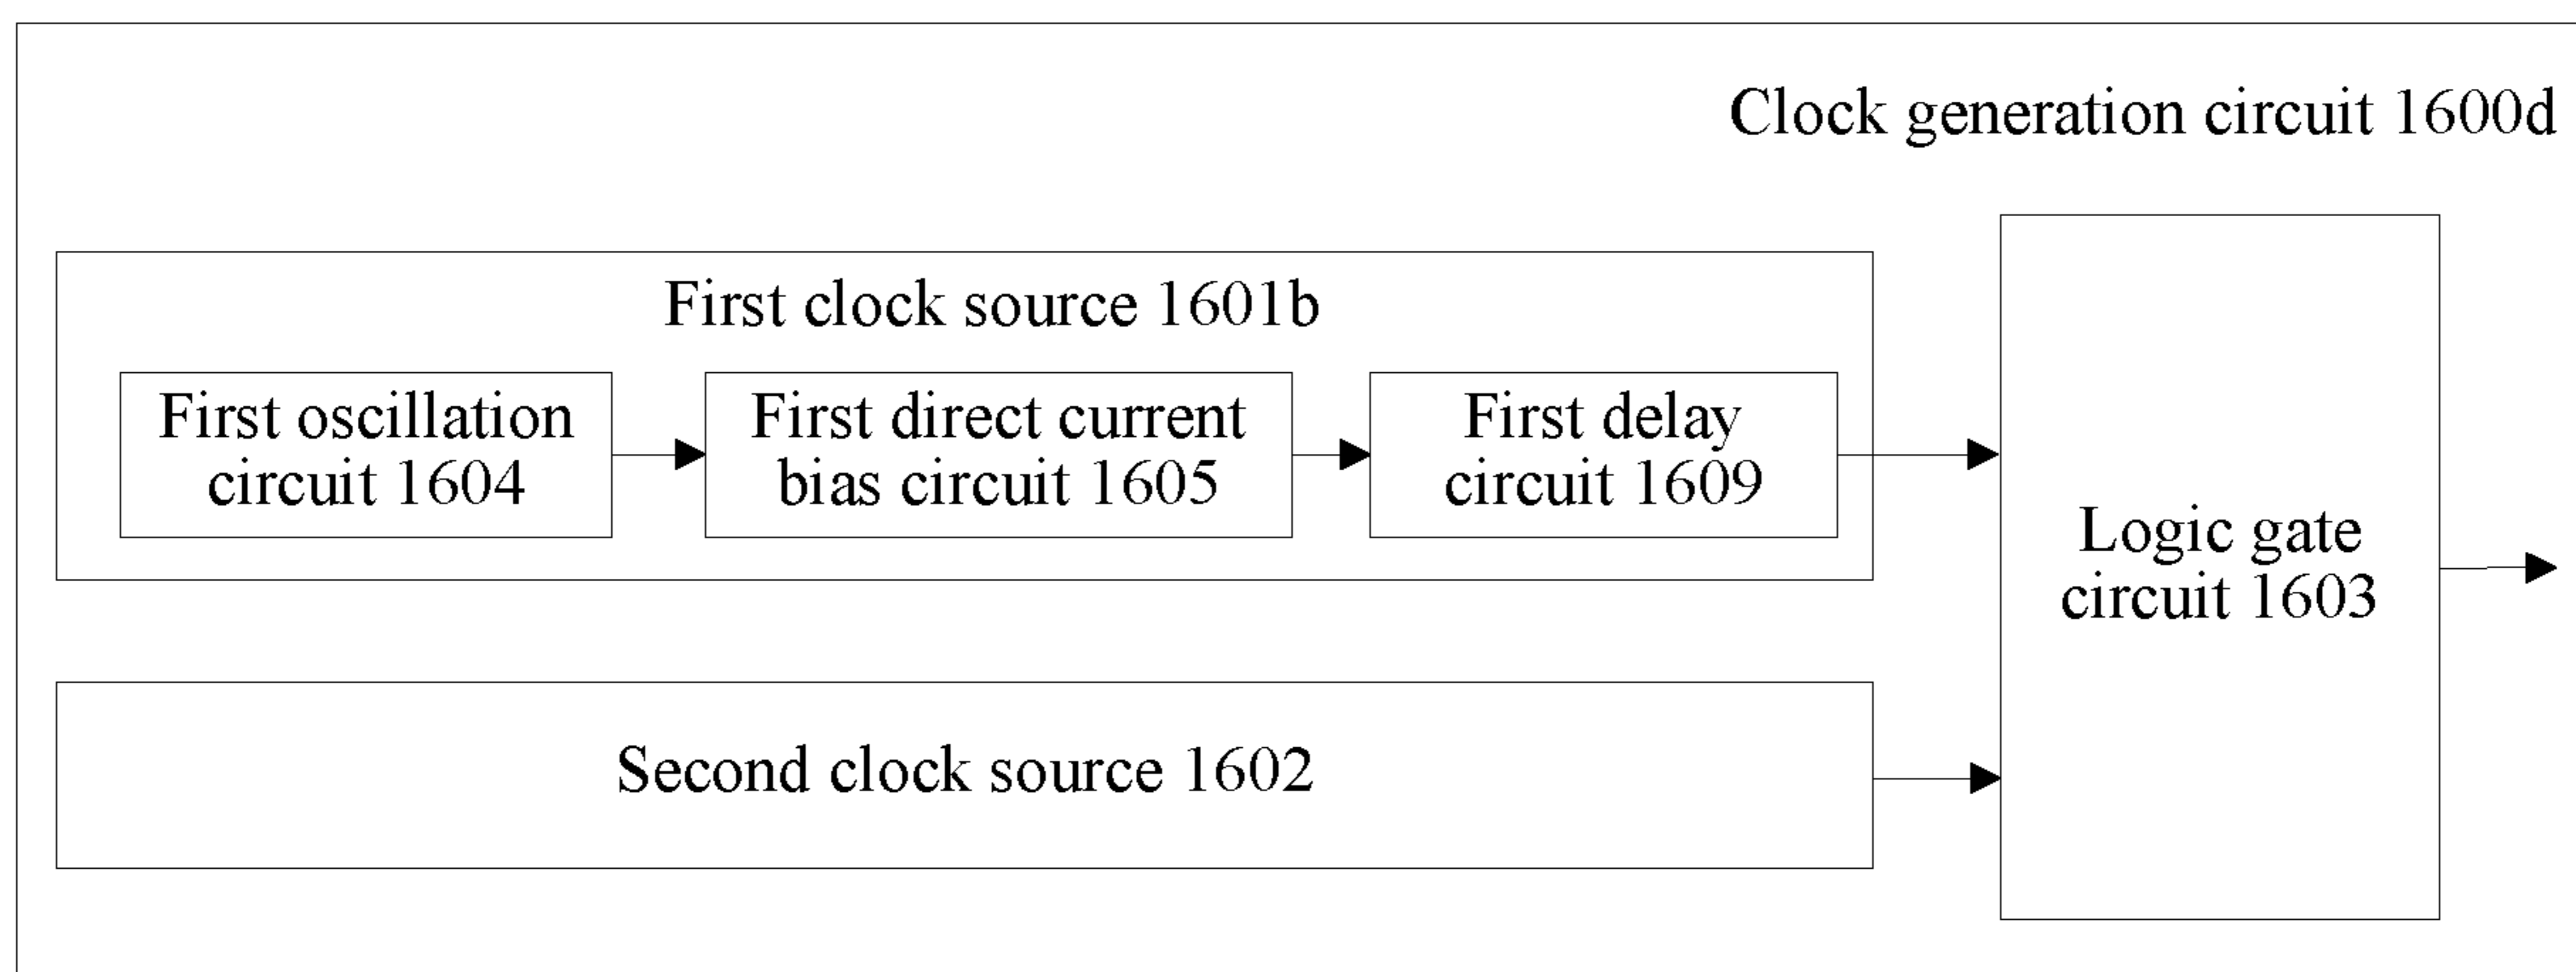 Clock generation circuit 1600d
First clock source 1601b
First oscillation
circuit 1604
First direct current
bias circuit 1605
First delay
circuit 1609
Logic gate
circuit 1603
Second clock source 1602